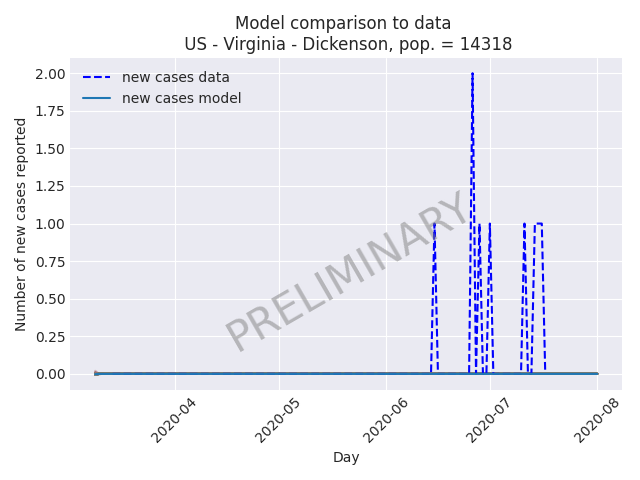 Model comparison to data
US - Virginia - Dickenson, pop. = 14318
2.00
1.75
1.50
1.25
1.00
0.75
0.50
0.25
0.00
Number of new cases reported
new cases data
new cases model
PRELIMINARY
2020-04
2020-05
2020-06
2020-07
2020-08
Day